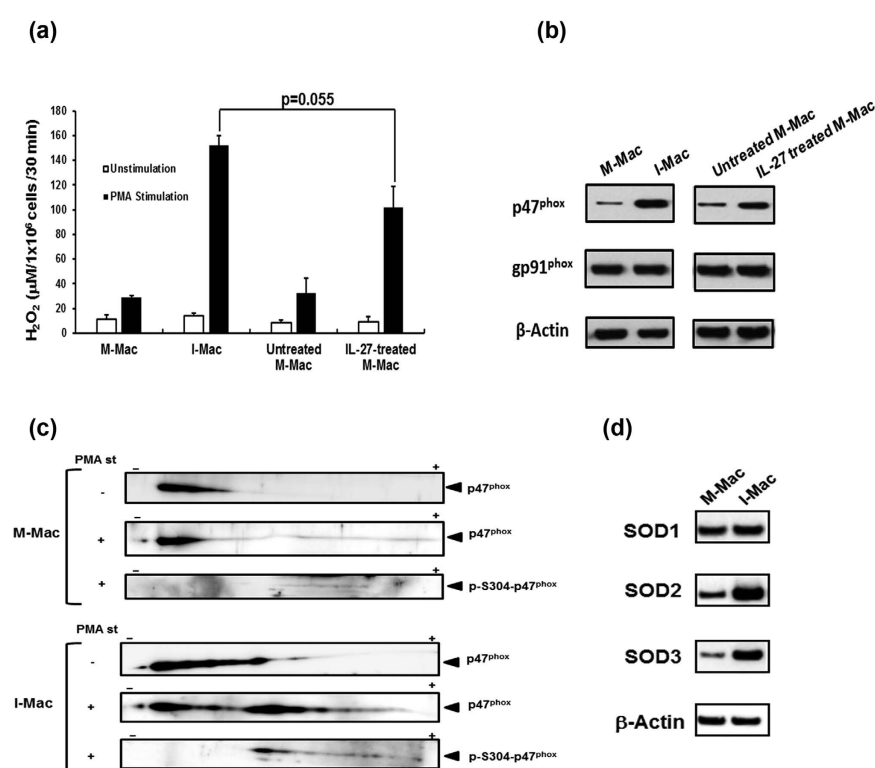 (a)
p=0.055
H₂O₂ (µM/1x10⁶ cells /30 min)
180
160
140
120
100
80
60
40
20
0
Unstimulation
PMA Stimulation
M-Mac
I-Mac
Untreated
M-Mac
IL-27-treated
M-Mac
(b)
M-Mac I-Mac Untreated M-Mac IL-27 treated M-Mac
p47ᵖʰᵒˣ
gp91ᵖʰᵒˣ
β-Actin
(c)
PMA st
– +
- p47ᵖʰᵒˣ
– +
M-Mac + p47ᵖʰᵒˣ
– +
+ p-S304-p47ᵖʰᵒˣ
PMA st
– +
- p47ᵖʰᵒˣ
– +
I-Mac + p47ᵖʰᵒˣ
– +
+ p-S304-p47ᵖʰᵒˣ
(d)
M-Mac I-Mac
SOD1
SOD2
SOD3
β-Actin